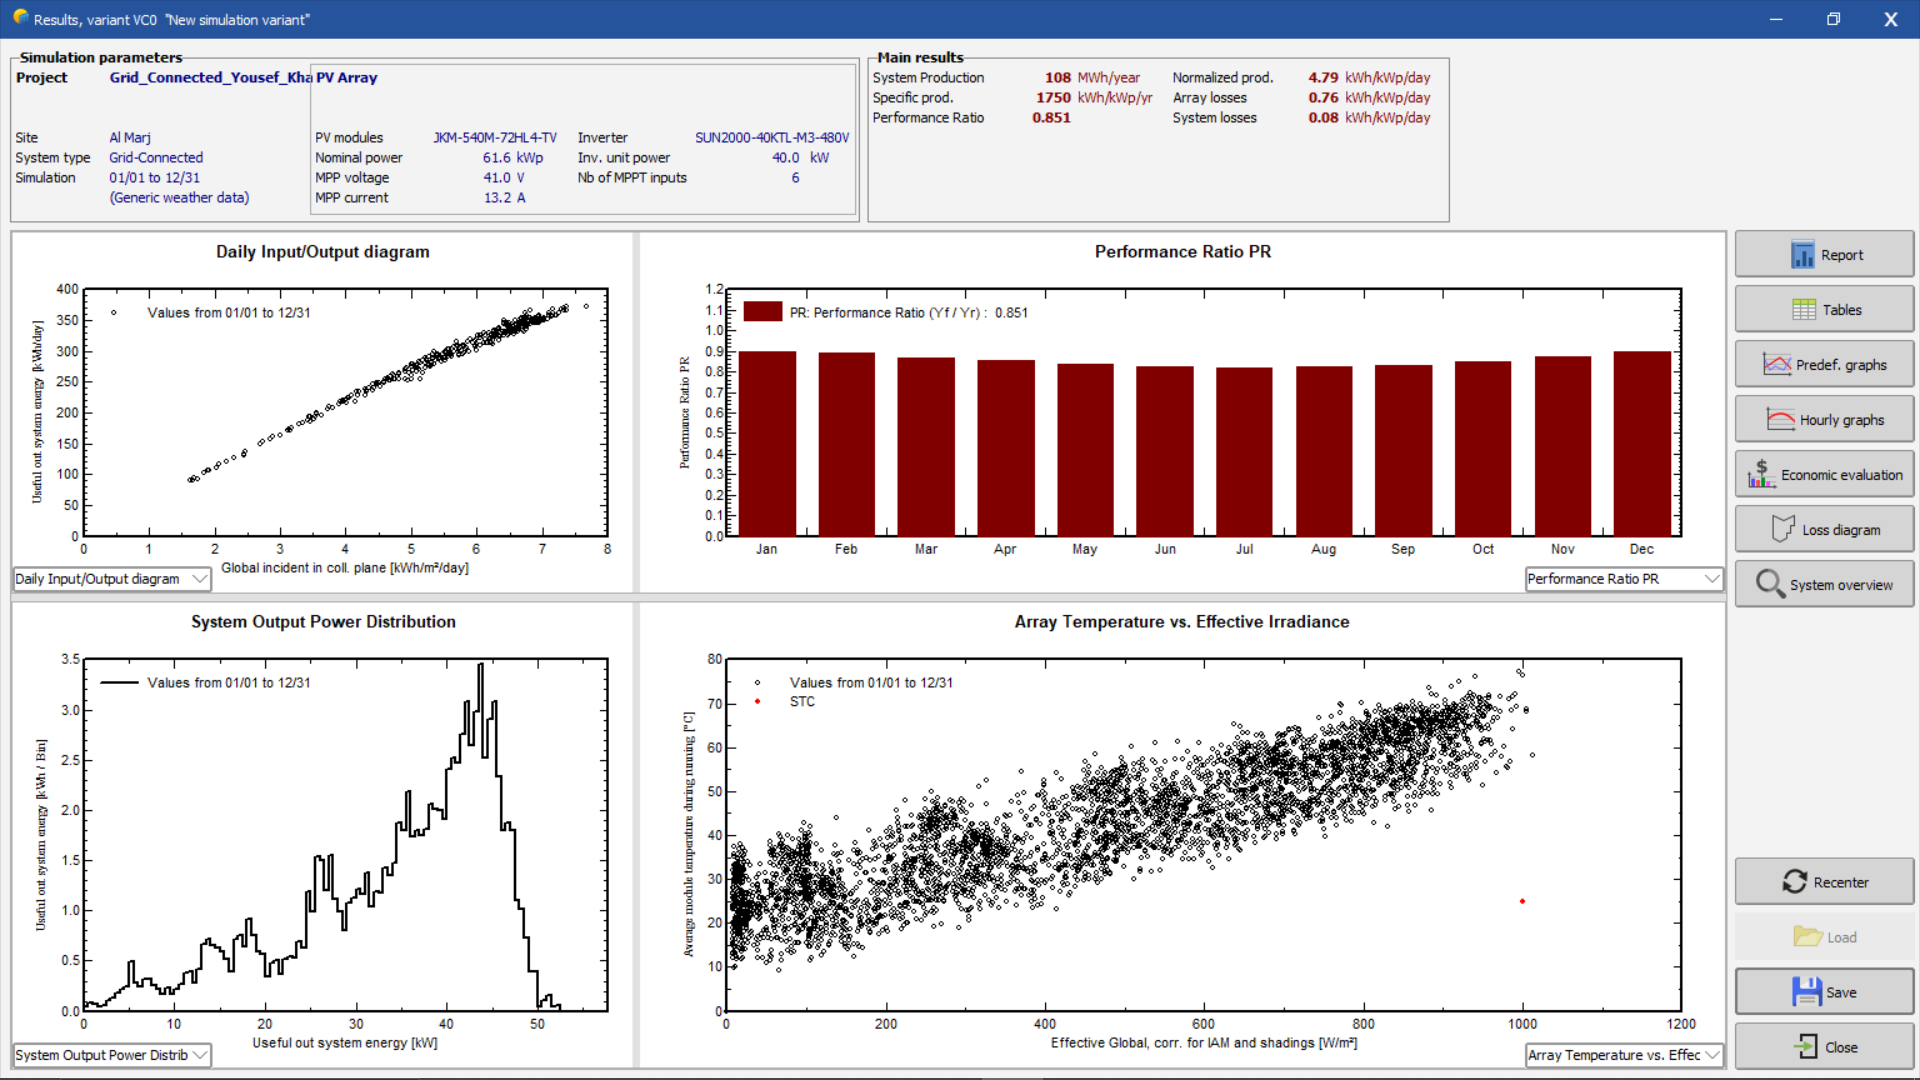 Results, variant VC0 "New simulation variant"
Simulation parameters
Project Grid_Connected_Yousef_Kha
Site Al Marj
System type Grid-Connected
Simulation 01/01 to 12/31
(Generic weather data)
PV Array
PV modules JKM-540M-72HL4-TV Inverter SUN2000-40KTL-M3-480V
Nominal power 61.6 kWp Inv. unit power 40.0 kW
MPP voltage 41.0 V Nb of MPPT inputs 6
MPP current 13.2 A
Main results
System Production 108 MWh/year Normalized prod. 4.79 kWh/kWp/day
Specific prod. 1750 kWh/kWp/yr Array losses 0.76 kWh/kWp/day
Performance Ratio 0.851 System losses 0.08 kWh/kWp/day
Daily Input/Output diagram
Values from 01/01 to 12/31
Useful out system energy [kWh/day]
400
350
300
250
200
150
100
50
0
0 1 2 3 4 5 6 7 8
Global incident in coll. plane [kWh/m²/day]
Daily Input/Output diagram
Performance Ratio PR
PR: Performance Ratio (Yf / Yr) : 0.851
Performance Ratio PR
1.2
1.1
1.0
0.9
0.8
0.7
0.6
0.5
0.4
0.3
0.2
0.1
0.0
Jan Feb Mar Apr May Jun Jul Aug Sep Oct Nov Dec
Performance Ratio PR
System Output Power Distribution
Values from 01/01 to 12/31
Useful out system energy [kWh / Bin]
3.5
3.0
2.5
2.0
1.5
1.0
0.5
0.0
0 10 20 30 40 50
Useful out system energy [kW]
System Output Power Distrib
Array Temperature vs. Effective Irradiance
Values from 01/01 to 12/31
STC
Average module temperature during running [°C]
80
70
60
50
40
30
20
10
0
0 200 400 600 800 1000 1200
Effective Global, corr. for IAM and shadings [W/m²]
Array Temperature vs. Effec
Report
Tables
Predef. graphs
Hourly graphs
Economic evaluation
Loss diagram
System overview
Recenter
Load
Save
Close